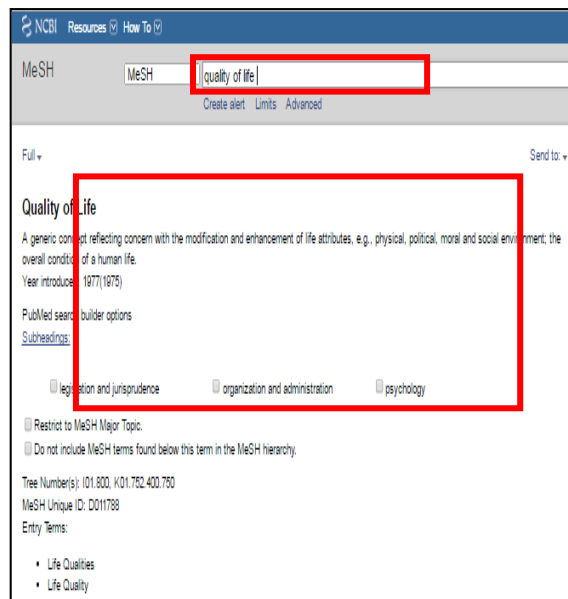 NCBI Resources How To
MeSH MeSH quality of life
Create alert Limits Advanced
Full Send to:
Quality of Life
A generic concept reflecting concern with the modification and enhancement of life attributes, e.g., physical, political, moral and social environment; the
overall condition of a human life.
Year introduced: 1977(1975)
PubMed search builder options
Subheadings:
legislation and jurisprudence organization and administration psychology
Restrict to MeSH Major Topic.
Do not include MeSH terms found below this term in the MeSH hierarchy.
Tree Number(s): I01.800, K01.752.400.750
MeSH Unique ID: D011788
Entry Terms:
• Life Qualities
• Life Quality